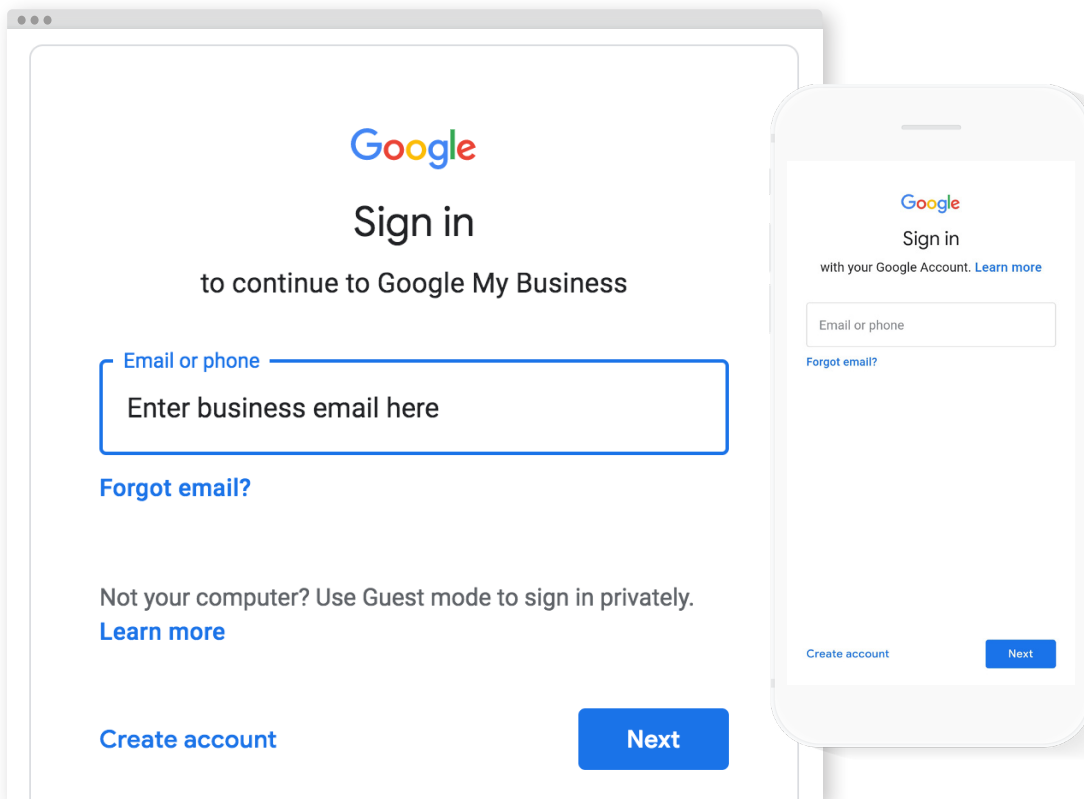 Google
Sign in
to continue to Google My Business
Email or phone
Enter business email here
Forgot email?
Not your computer? Use Guest mode to sign in privately.
Learn more
Create account
Next
Google
Sign in
with your Google Account. Learn more
Email or phone
Forgot email?
Create account
Next